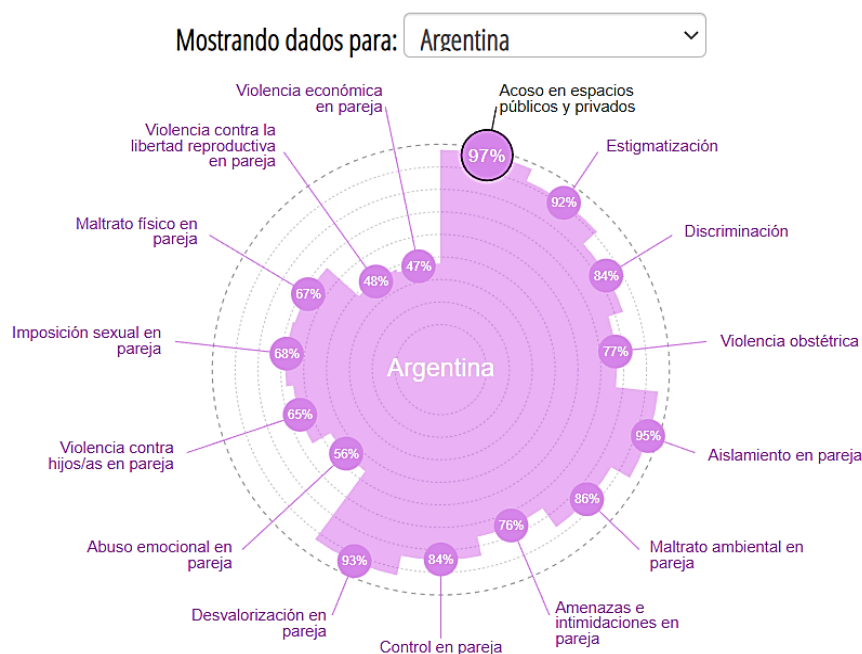 Mostrando dados para: Argentina
Acoso en espacios
públicos y privados
97%
Estigmatización
92%
Discriminación
84%
Violencia obstétrica
77%
Aislamiento en pareja
95%
Maltrato ambiental en
pareja
86%
Amenazas e
intimidaciones en
pareja
76%
Control en pareja
84%
Desvalorización en
pareja
93%
Abuso emocional en
pareja
56%
Violencia contra
hijos/as en pareja
65%
Imposición sexual en
pareja
68%
Maltrato físico en
pareja
67%
Violencia contra la
libertad reproductiva
en pareja
48%
Violencia económica
en pareja
47%
Argentina